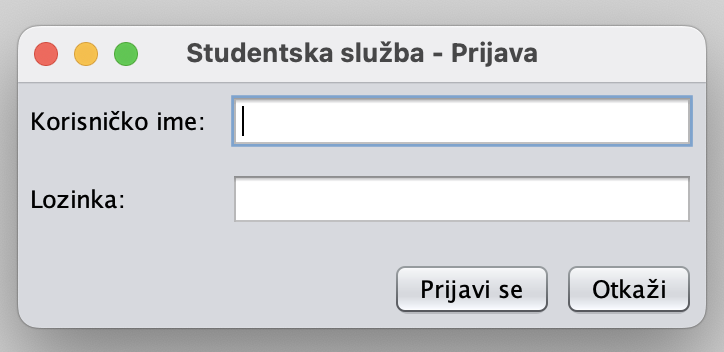 Studentska služba - Prijava
Korisničko ime:
Lozinka:
Prijavi se Otkaži